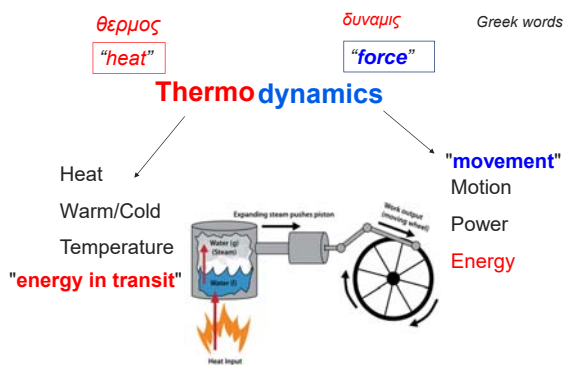 θερμος
"heat"
δυναμις
"force"
Greek words
Thermodynamics
Heat
Warm/Cold
Temperature
"energy in transit"
"movement"
Motion
Power
Energy
Expanding steam pushes piston
Work output
(moving wheel)
Water (g)
(Steam)
Water (l)
Heat Input